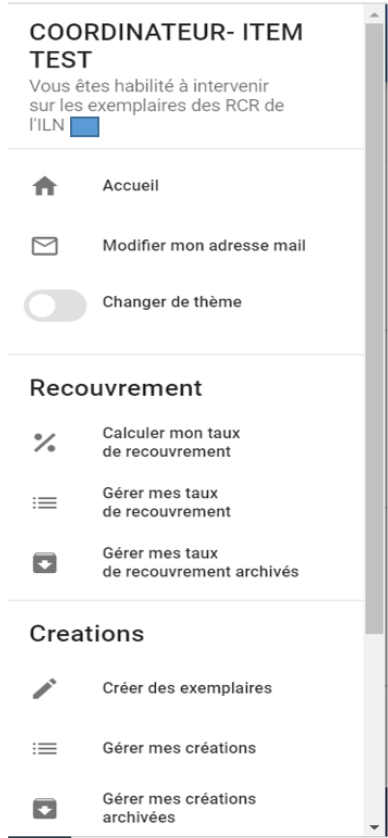 COORDINATEUR- ITEM
TEST
Vous êtes habilité à intervenir
sur les exemplaires des RCR de
l'ILN
Accueil
Modifier mon adresse mail
Changer de thème
Recouvrement
Calculer mon taux
de recouvrement
Gérer mes taux
de recouvrement
Gérer mes taux
de recouvrement archivés
Creations
Créer des exemplaires
Gérer mes créations
Gérer mes créations
archivées